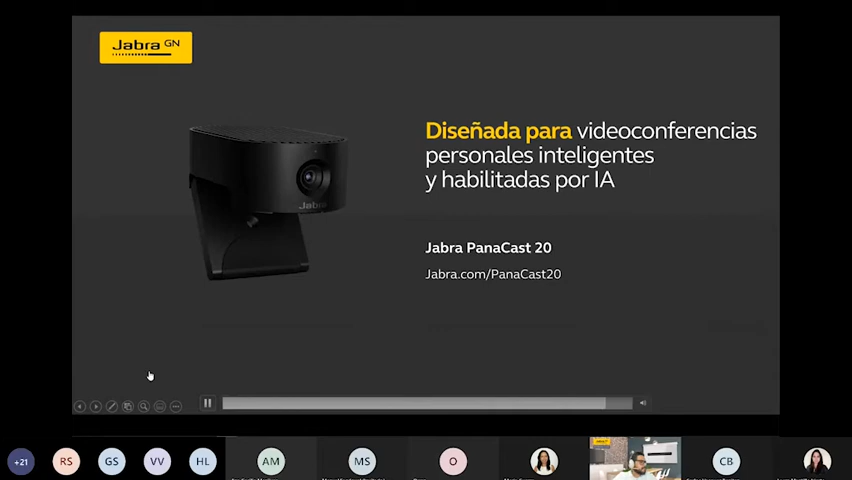 Jabra GN
Diseñada para videoconferencias
personales inteligentes
y habilitadas por IA
Jabra
Jabra PanaCast 20
Jabra.com/PanaCast20
+21
RS
GS
VV
HL
AM
MS
O
CB